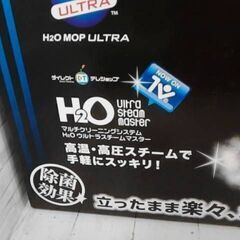 ULTRA
H2O MOP ULTRA
ダイレクト DT テレショップ
NOW ON TV
H2O ultra steam master
マルチクリーニングシステム
H2O ウルトラスチームマスター
高温・高圧スチームで
手軽にスッキリ!
除菌効果
立ったまま楽々、